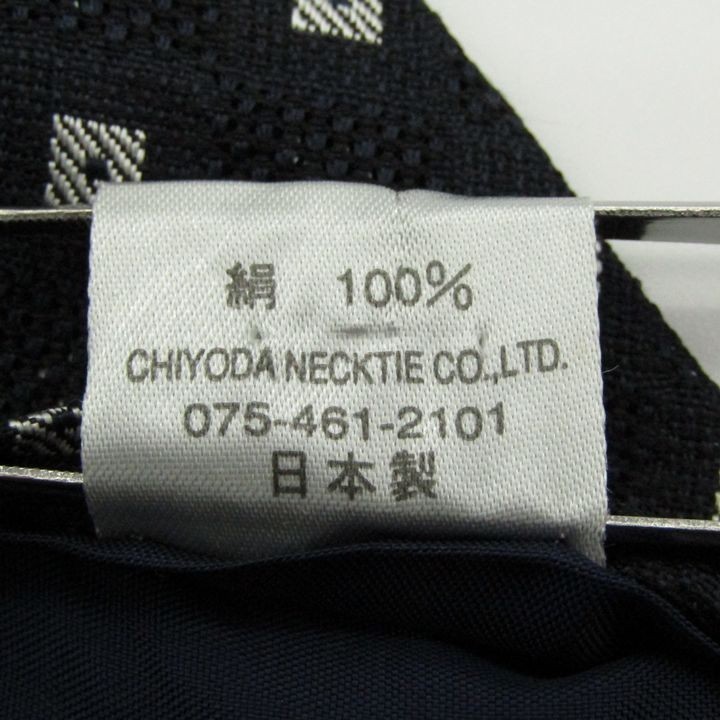 絹 100%
CHIYODA NECKTIE CO.,LTD.
075-461-2101
日本製